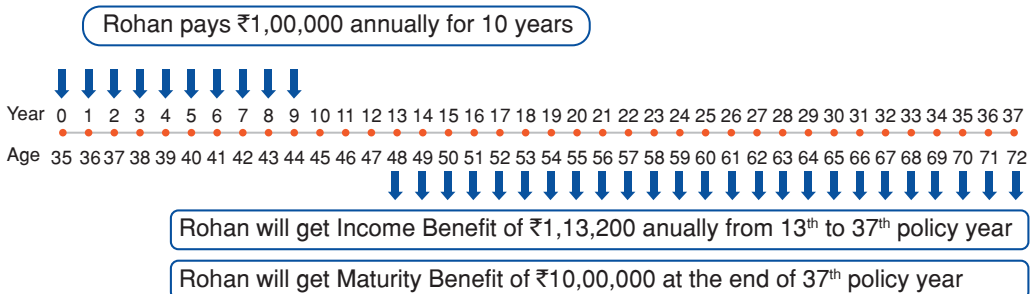 Rohan pays ₹1,00,000 annually for 10 years
Year 0 1 2 3 4 5 6 7 8 9 10 11 12 13 14 15 16 17 18 19 20 21 22 23 24 25 26 27 28 29 30 31 32 33 34 35 36 37
Age 35 36 37 38 39 40 41 42 43 44 45 46 47 48 49 50 51 52 53 54 55 56 57 58 59 60 61 62 63 64 65 66 67 68 69 70 71 72
Rohan will get Income Benefit of ₹1,13,200 anually from 13th to 37th policy year
Rohan will get Maturity Benefit of ₹10,00,000 at the end of 37th policy year